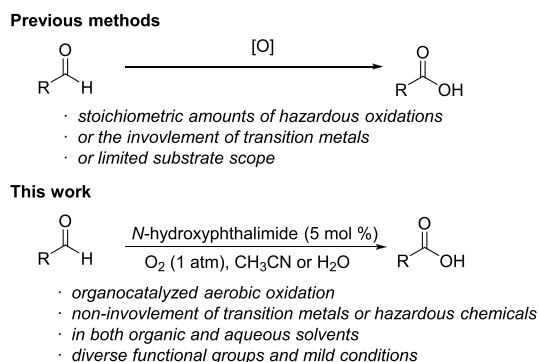 Previous methods
O
[O]
O
R H
R OH
· stoichiometric amounts of hazardous oxidations
· or the invovlement of transition metals
· or limited substrate scope
This work
O
N-hydroxyphthalimide (5 mol %)
O
R H
O2 (1 atm), CH3CN or H2O
R OH
· organocatalyzed aerobic oxidation
· non-invovlement of transition metals or hazardous chemicals
· in both organic and aqueous solvents
· diverse functional groups and mild conditions